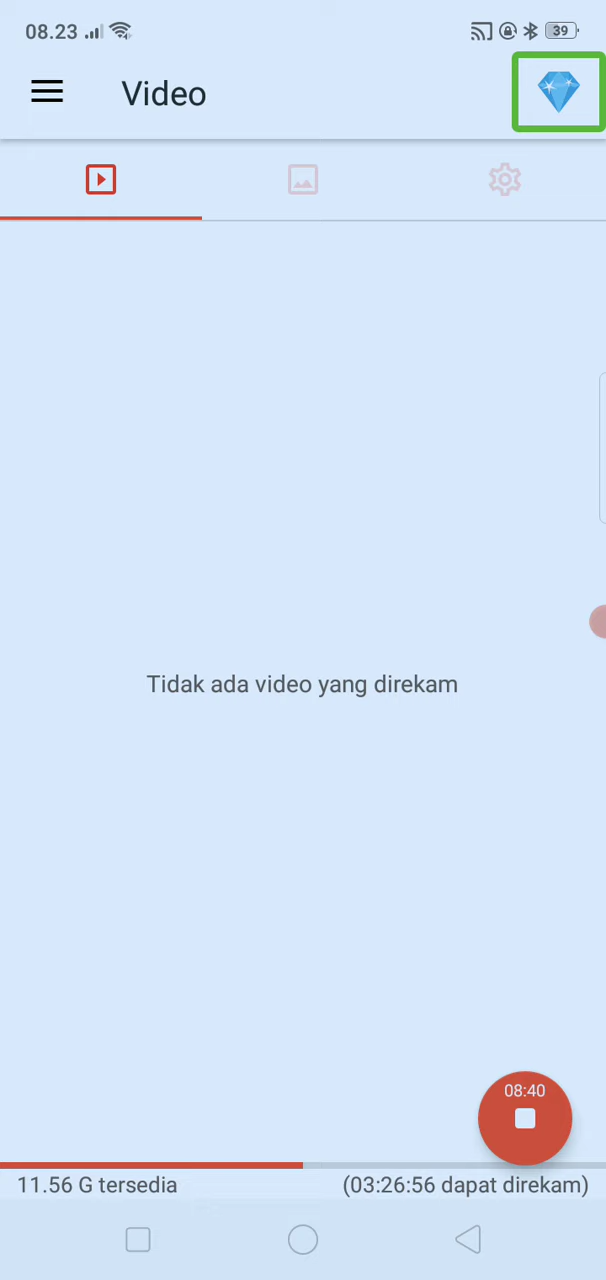 08.23
39
Video
Tidak ada video yang direkam
08:40
11.56 G tersedia
(03:26:56 dapat direkam)